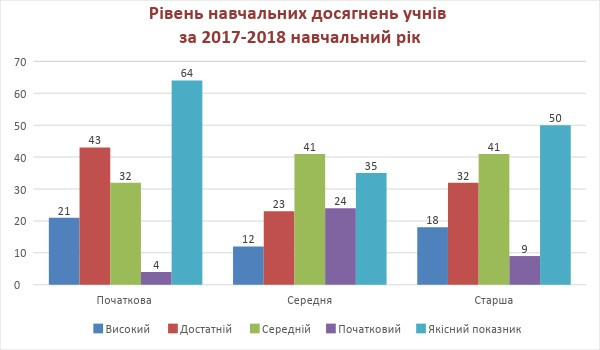 Рівень навчальних досягнень учнів
за 2017-2018 навчальний рік
70
60
50
40
30
20
10
0
21
43
32
4
64
12
23
41
24
35
18
32
41
9
50
Початкова
Середня
Старша
Високий
Достатній
Середній
Початковий
Якісний показник